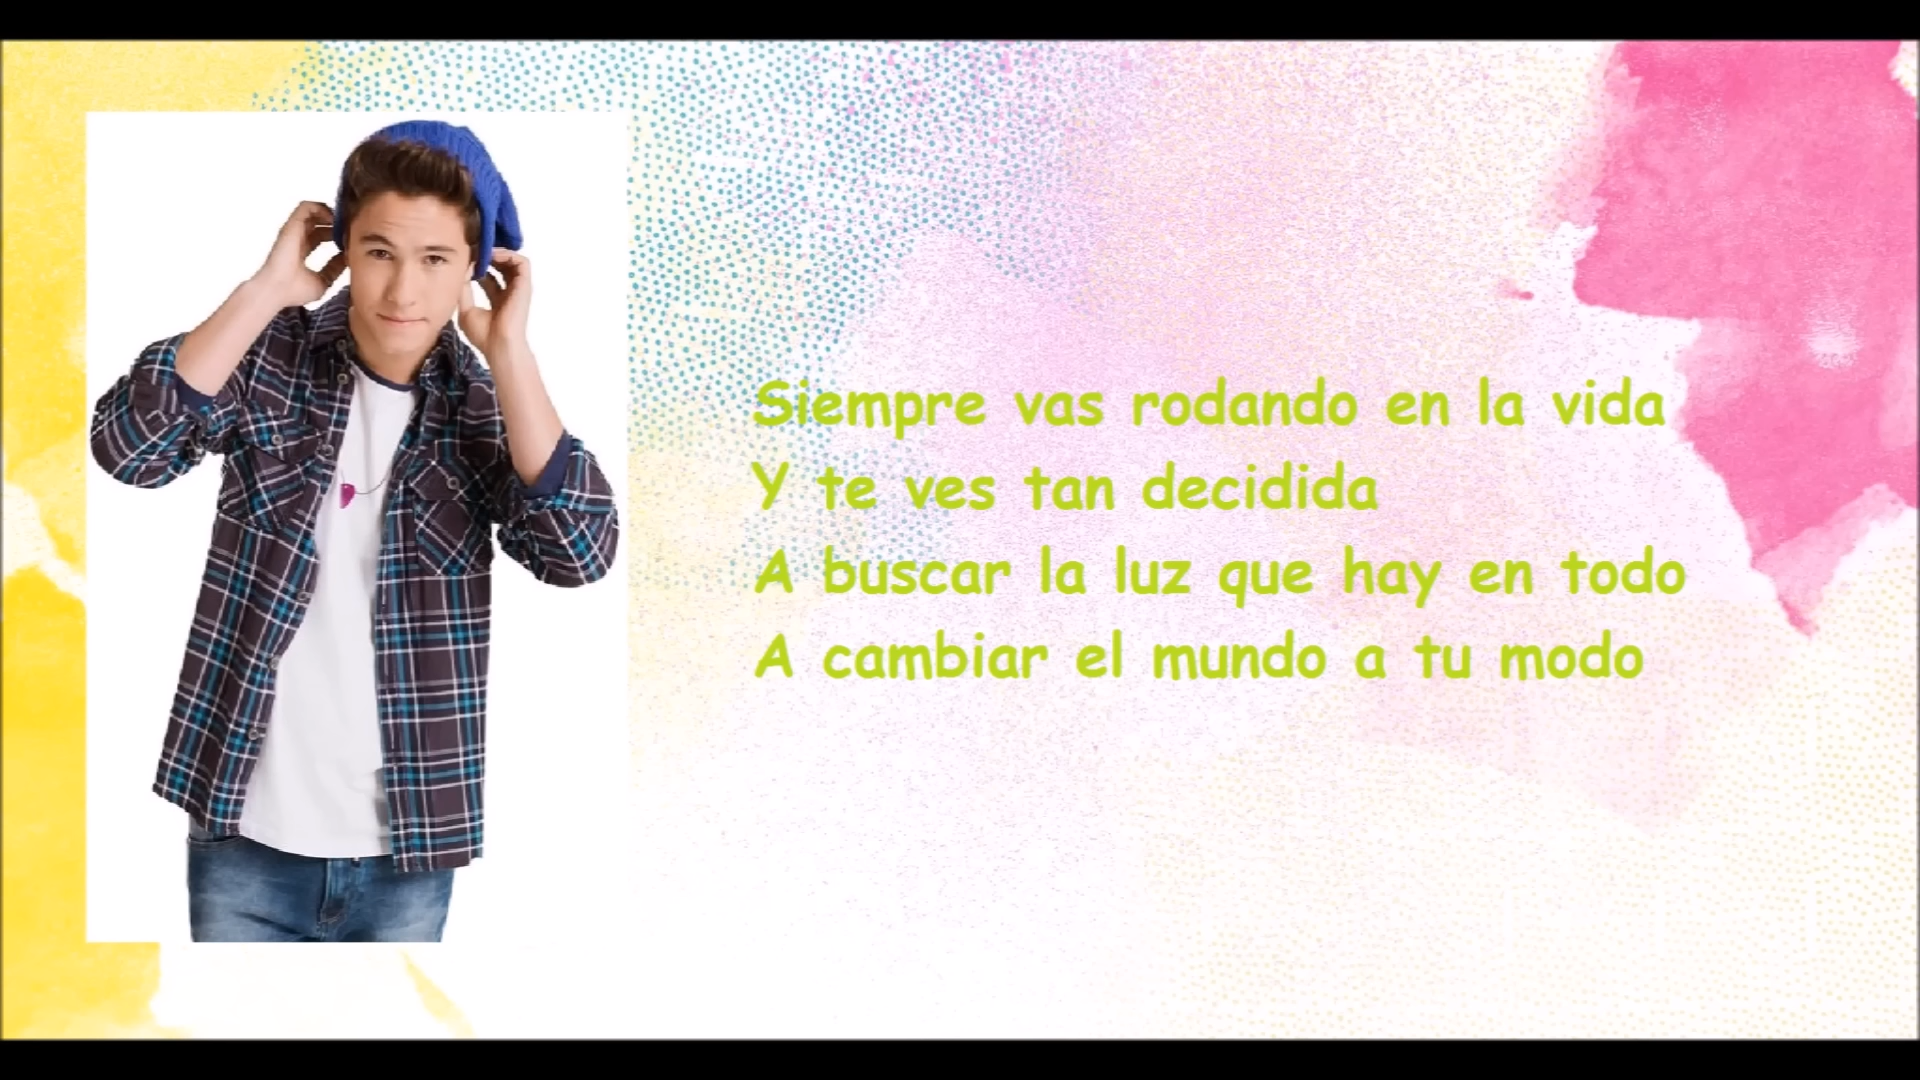 Siempre vas rodando en la vida
Y te ves tan decidida
A buscar la luz que hay en todo
A cambiar el mundo a tu modo